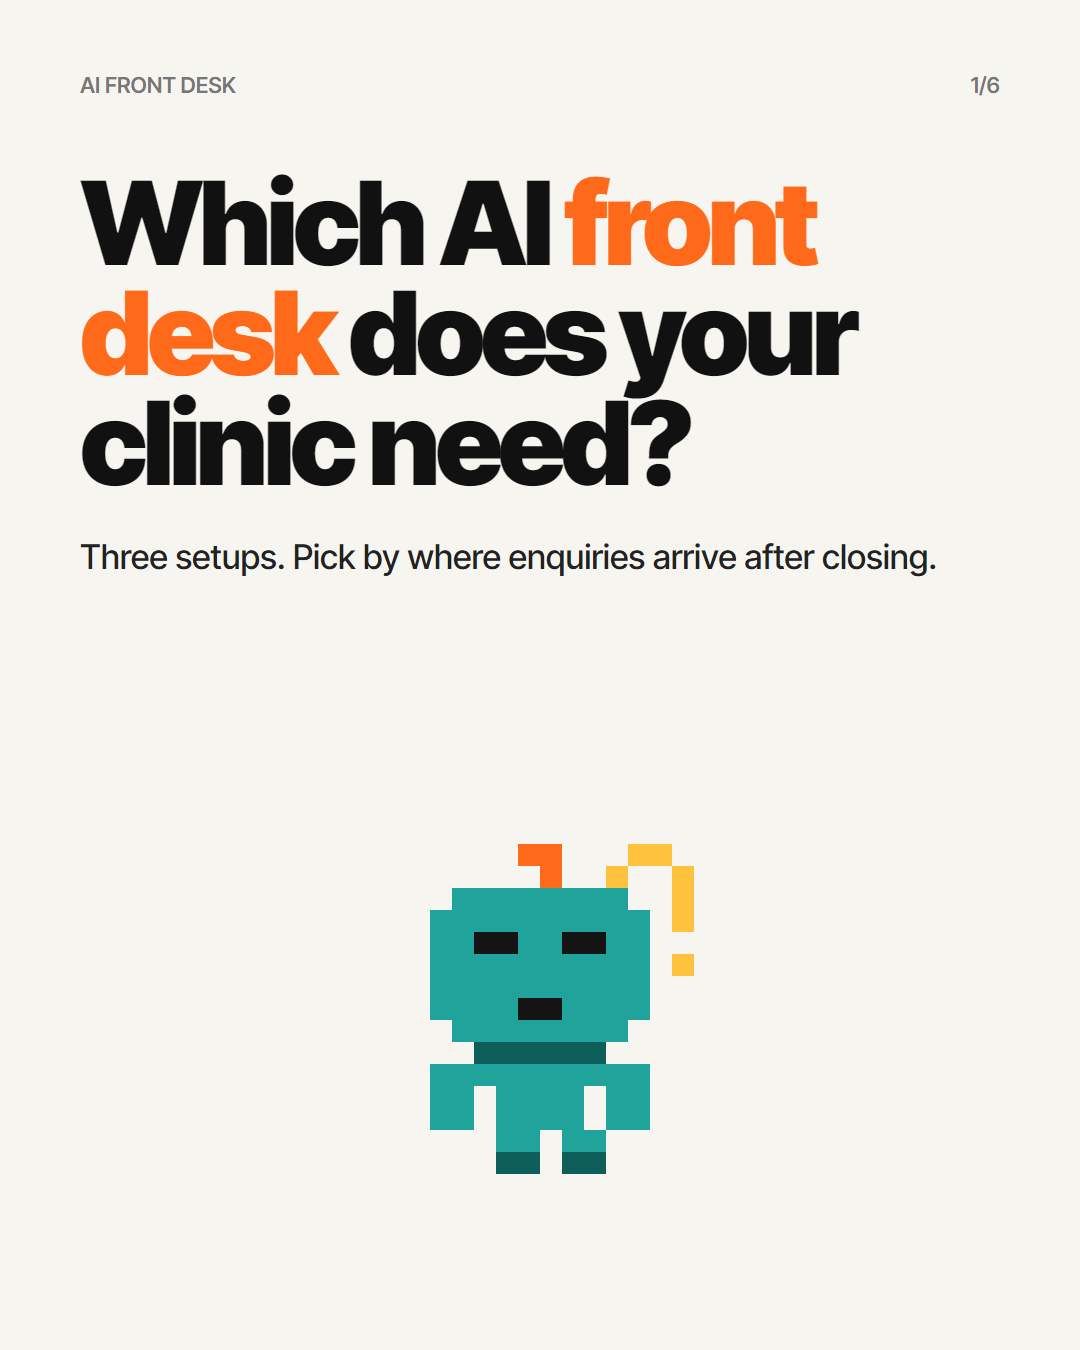 AI FRONT DESK
1/6
Which AI front
desk does your
clinic need?
Three setups. Pick by where enquiries arrive after closing.